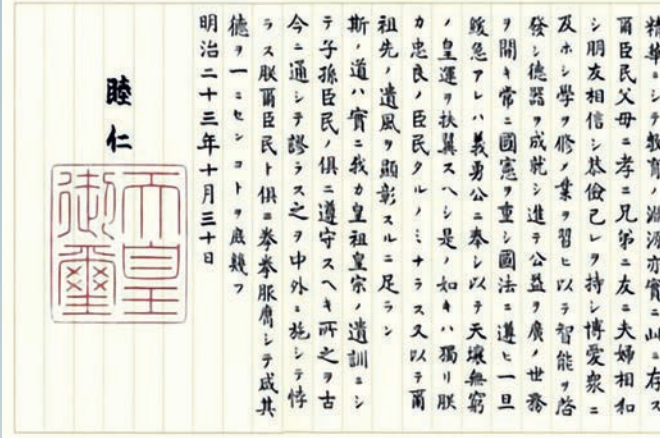 精華ニシテ教育ノ淵源亦實ニ此ニ存ス
爾臣民父母ニ孝ニ兄弟ニ友ニ夫婦相和
シ朋友相信シ恭儉己レヲ持シ博愛衆ニ
及ホシ學ヲ修メ業ヲ習ヒ以テ智能ヲ啓
發シ德器ヲ成就シ進テ公益ヲ廣メ世務
ヲ開キ常ニ國憲ヲ重シ國法ニ遵ヒ一旦
緩急アレハ義勇公ニ奉シ以テ天壤無窮
ノ皇運ヲ扶翼スヘシ是ノ如キハ獨リ朕
カ忠良ノ臣民タルノミナラス又以テ爾
祖先ノ遺風ヲ顯彰スルニ足ラン
斯ノ道ハ實ニ我カ皇祖皇宗ノ遺訓ニシ
テ子孫臣民ノ俱ニ遵守スヘキ所之ヲ古
今ニ通シテ謬ラス之ヲ中外ニ施シテ悖
ラス朕爾臣民ト俱ニ拳拳服膺シテ咸其
德ヲ一ニセンコトヲ庶幾フ
明治二十三年十月三十日
睦仁
天皇
御璽